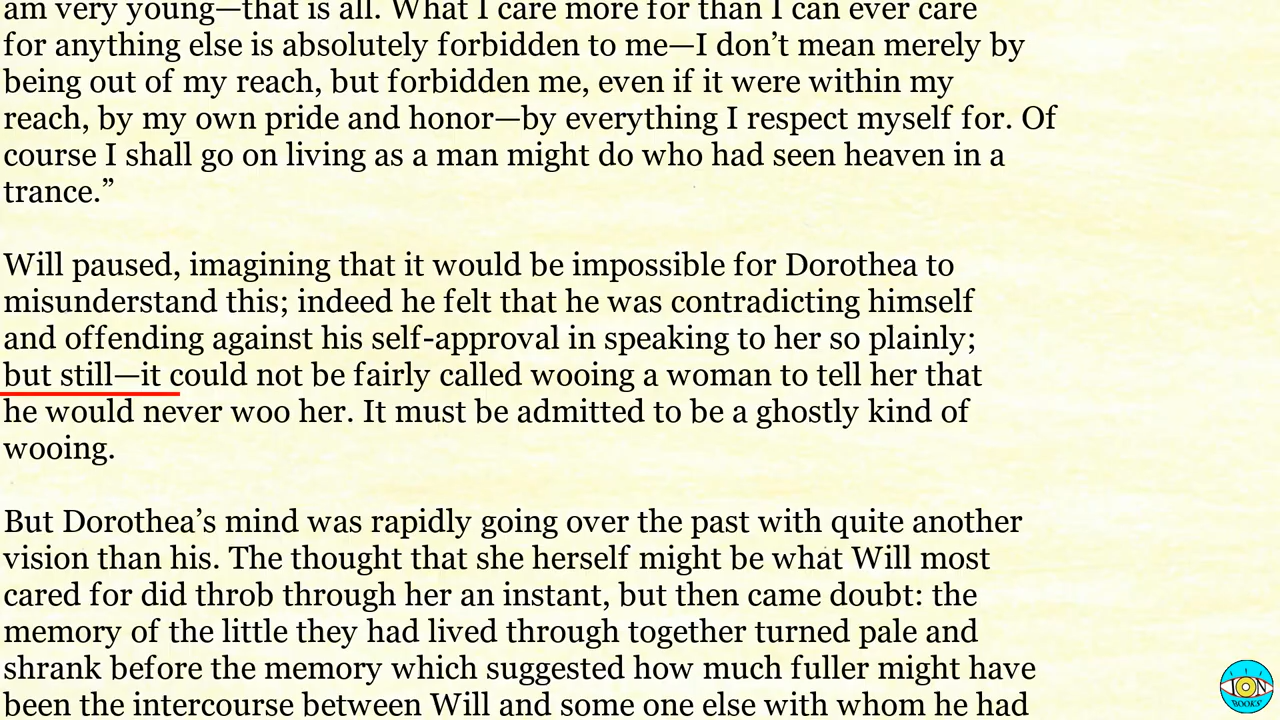 am very young—that is all. What I care more for than I can ever care
for anything else is absolutely forbidden to me—I don’t mean merely by
being out of my reach, but forbidden me, even if it were within my
reach, by my own pride and honor—by everything I respect myself for. Of
course I shall go on living as a man might do who had seen heaven in a
trance.”
Will paused, imagining that it would be impossible for Dorothea to
misunderstand this; indeed he felt that he was contradicting himself
and offending against his self-approval in speaking to her so plainly;
but still—it could not be fairly called wooing a woman to tell her that
he would never woo her. It must be admitted to be a ghostly kind of
wooing.
But Dorothea’s mind was rapidly going over the past with quite another
vision than his. The thought that she herself might be what Will most
cared for did throb through her an instant, but then came doubt: the
memory of the little they had lived through together turned pale and
shrank before the memory which suggested how much fuller might have
been the intercourse between Will and some one else with whom he had
ION
BOOKS